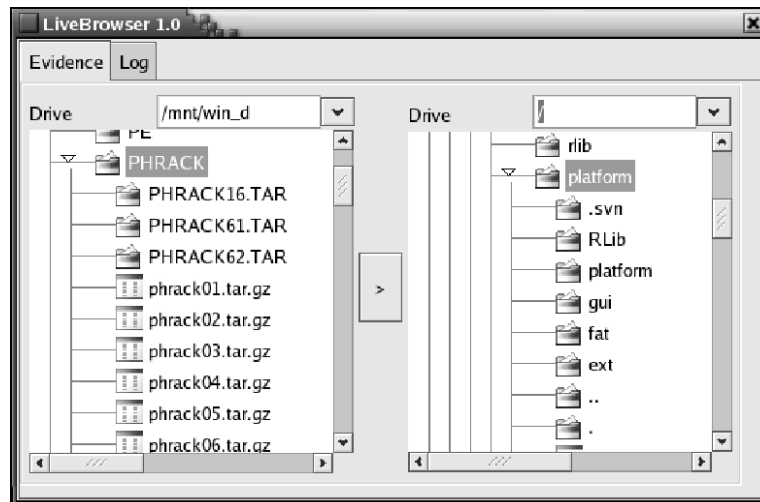 LiveBrowser 1.0
Evidence Log
Drive /mnt/win_d
PE
PHRACK
PHRACK16.TAR
PHRACK61.TAR
PHRACK62.TAR
phrack01.tar.gz
phrack02.tar.gz
phrack03.tar.gz
phrack04.tar.gz
phrack05.tar.gz
phrack06.tar.gz
>
Drive /
rlib
platform
.svn
RLib
platform
gui
fat
ext
..
.